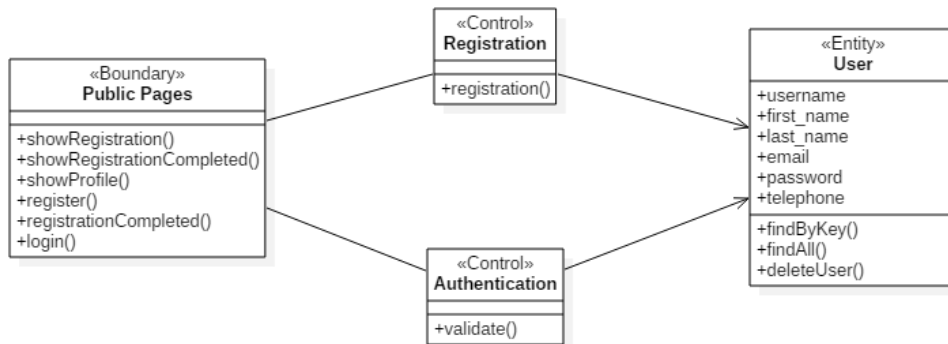 «Boundary»
Public Pages
+showRegistration()
+showRegistrationCompleted()
+showProfile()
+register()
+registrationCompleted()
+login()
«Control»
Registration
+registration()
«Control»
Authentication
+validate()
«Entity»
User
+username
+first_name
+last_name
+email
+password
+telephone
+findByKey()
+findAll()
+deleteUser()